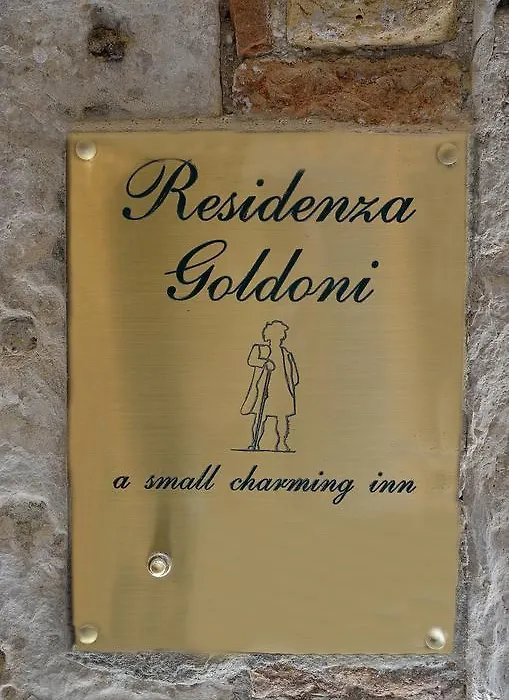 Residenza
Goldoni
a small charming inn